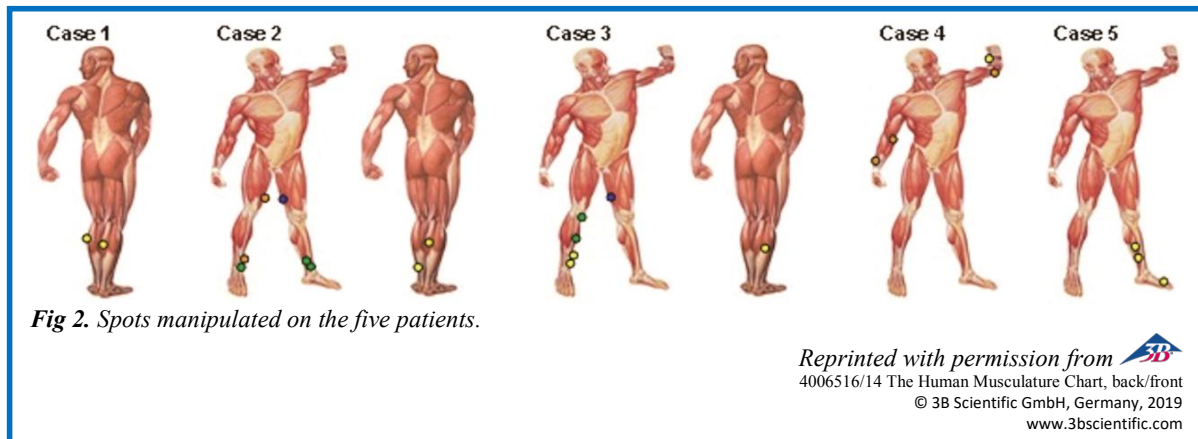 Case 1 Case 2 Case 3 Case 4 Case 5
Fig 2. Spots manipulated on the five patients.
Reprinted with permission from 3B
4006516/14 The Human Musculature Chart, back/front
© 3B Scientific GmbH, Germany, 2019
www.3bscientific.com